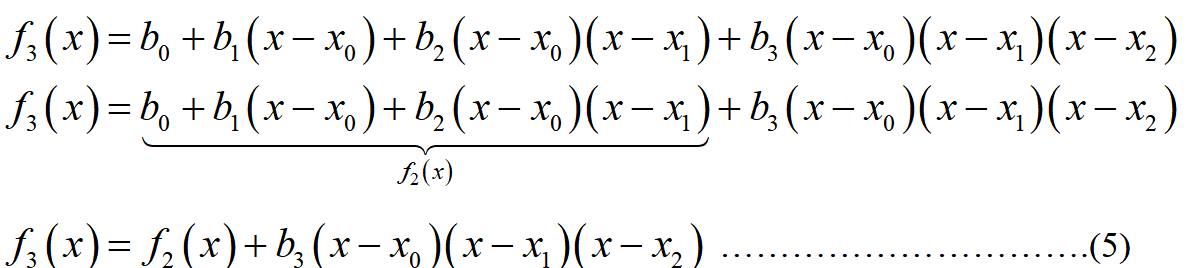 f₃(x) = b₀ + b₁(x − x₀) + b₂(x − x₀)(x − x₁) + b₃(x − x₀)(x − x₁)(x − x₂)
f₃(x) = b₀ + b₁(x − x₀) + b₂(x − x₀)(x − x₁) + b₃(x − x₀)(x − x₁)(x − x₂)
f₂(x)
f₃(x) = f₂(x) + b₃(x − x₀)(x − x₁)(x − x₂) ……………………………(5)